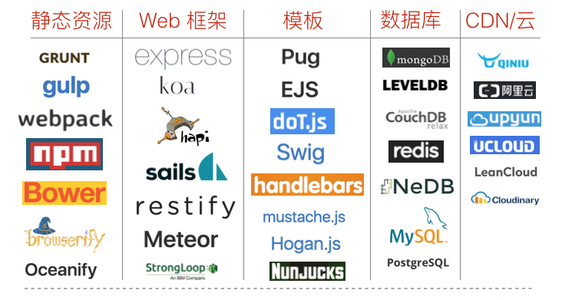 静态资源
GRUNT
gulp
webpack
npm
Bower
Browserify
Oceanify
Web 框架
express
koa
hapi
sails
restify
Meteor
StrongLoop
An IBM Company
模板
Pug
EJS
doT.js
Swig
handlebars
mustache.js
Hogan.js
NUNJUCKS
数据库
mongoDB
LEVELDB
Apache
CouchDB
relax
redis
NeDB
MySQL
PostgreSQL
CDN/云
QINIU
阿里云
upyun
UCLOUD
LeanCloud
Cloudinary